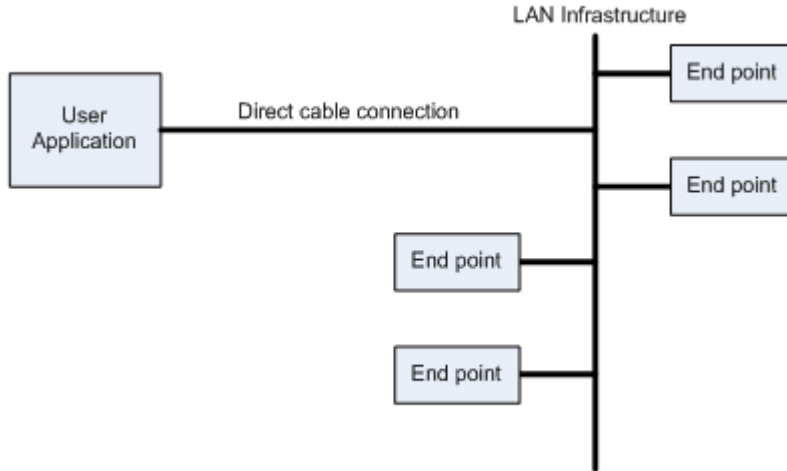 LAN Infrastructure
End point
User
Application
Direct cable connection
End point
End point
End point